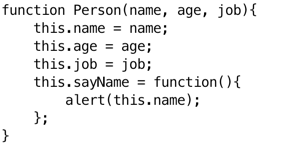 function Person(name, age, job){
    this.name = name;
    this.age = age;
    this.job = job;
    this.sayName = function(){
        alert(this.name);
    };
}